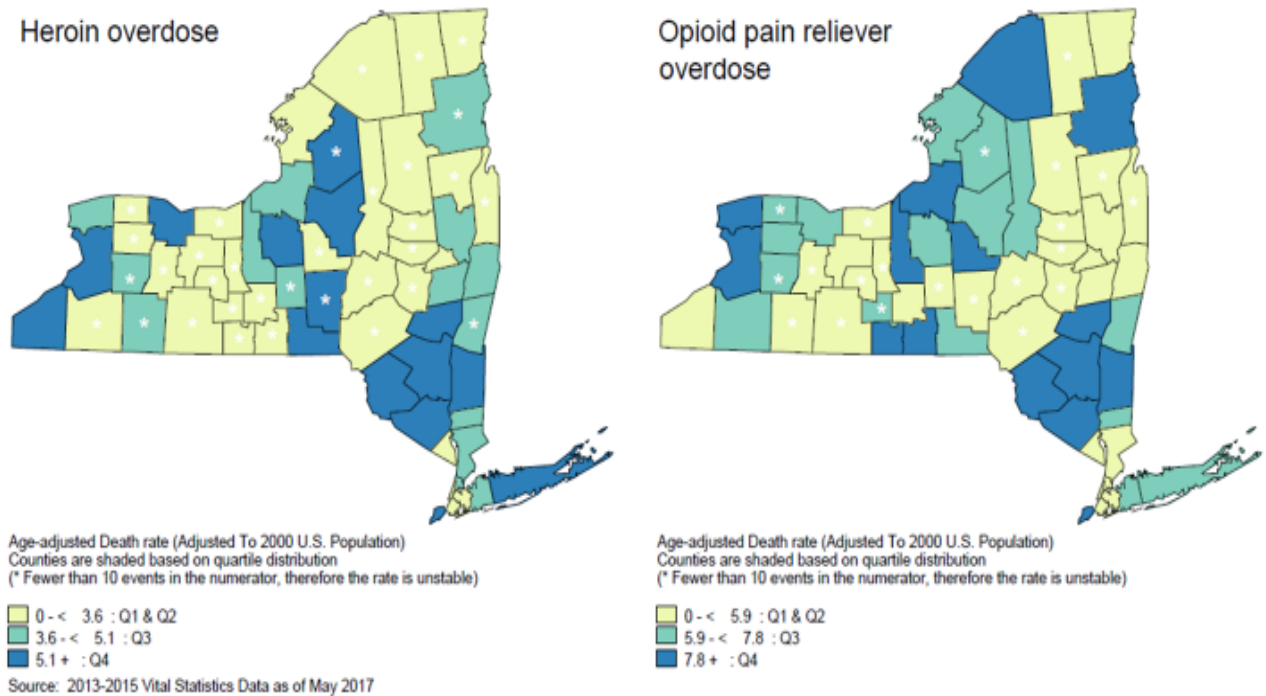 Heroin overdose
Age-adjusted Death rate (Adjusted To 2000 U.S. Population)
Counties are shaded based on quartile distribution
(* Fewer than 10 events in the numerator, therefore the rate is unstable)
0 - < 3.6 : Q1 & Q2
3.6 - < 5.1 : Q3
5.1 + : Q4
Source: 2013-2015 Vital Statistics Data as of May 2017
Opioid pain reliever
overdose
Age-adjusted Death rate (Adjusted To 2000 U.S. Population)
Counties are shaded based on quartile distribution
(* Fewer than 10 events in the numerator, therefore the rate is unstable)
0 - < 5.9 : Q1 & Q2
5.9 - < 7.8 : Q3
7.8 + : Q4